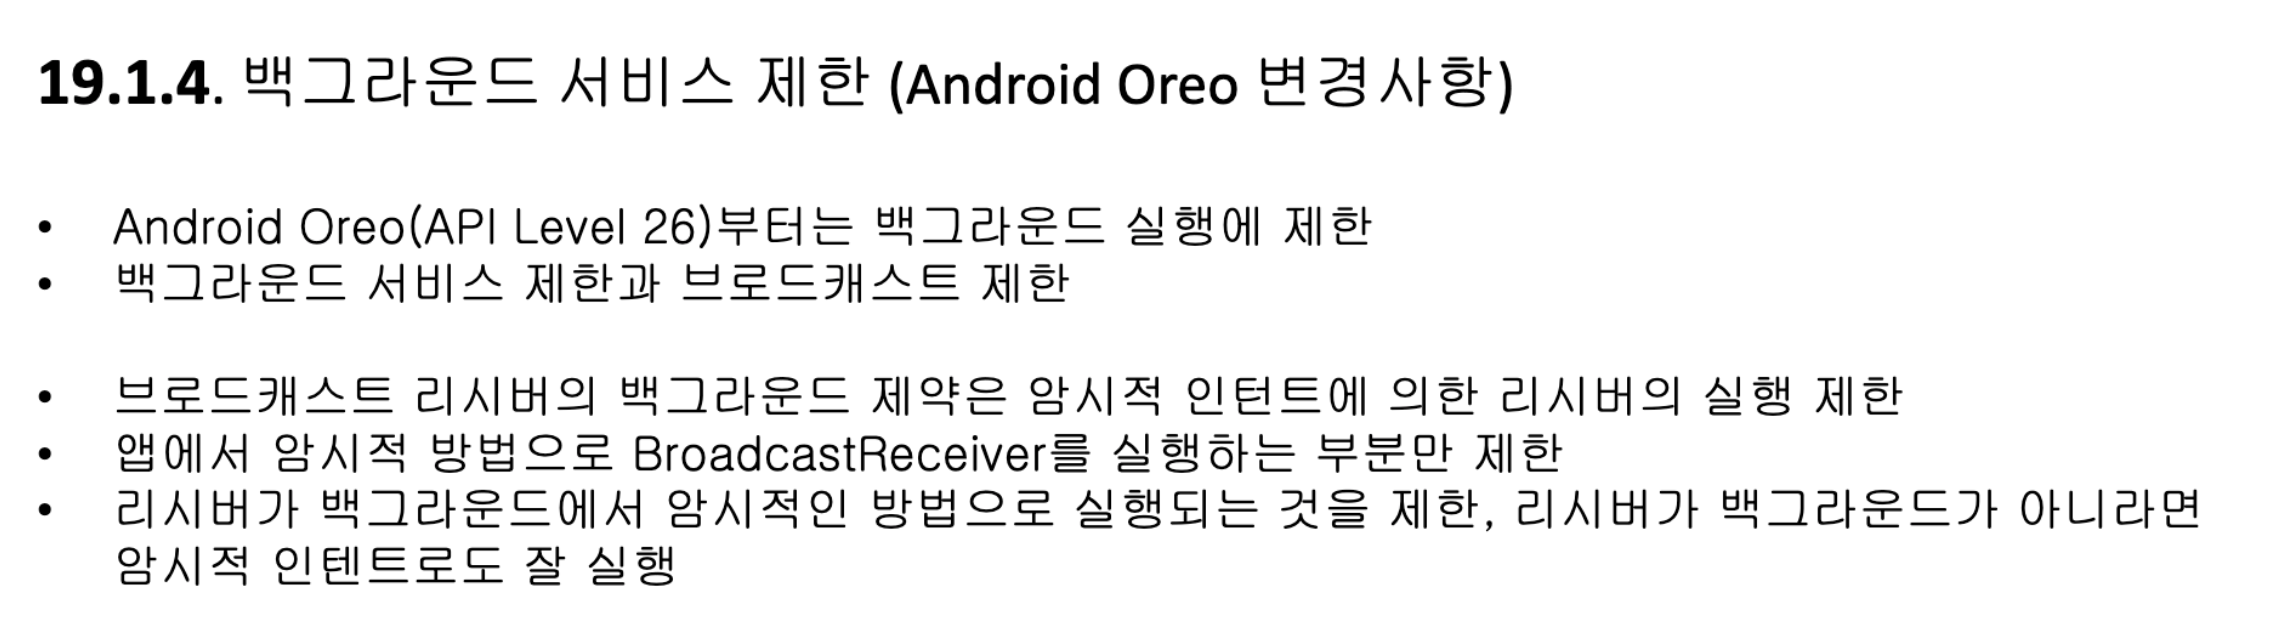 19.1.4. 백그라운드 서비스 제한 (Android Oreo 변경사항)
• Android Oreo(API Level 26)부터는 백그라운드 실행에 제한
• 백그라운드 서비스 제한과 브로드캐스트 제한
• 브로드캐스트 리시버의 백그라운드 제약은 암시적 인턴트에 의한 리시버의 실행 제한
• 앱에서 암시적 방법으로 BroadcastReceiver를 실행하는 부분만 제한
• 리시버가 백그라운드에서 암시적인 방법으로 실행되는 것을 제한, 리시버가 백그라운드가 아니라면
암시적 인텐트로도 잘 실행